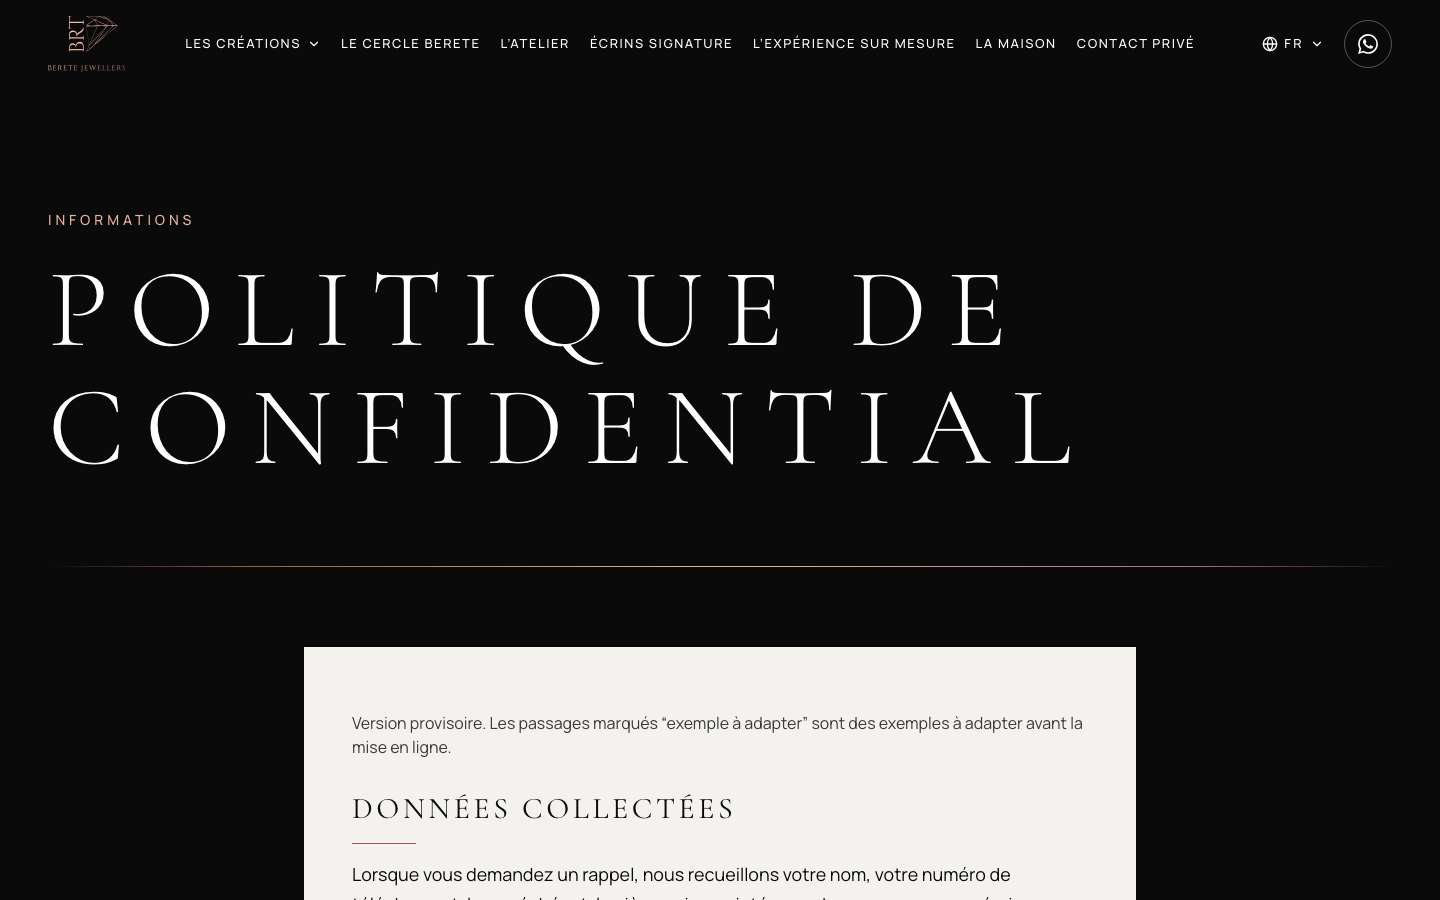 BRT
BERETE JEWELLERS
LES CRÉATIONS
LE CERCLE BERETE
L'ATELIER
ÉCRINS SIGNATURE
L'EXPÉRIENCE SUR MESURE
LA MAISON
CONTACT PRIVÉ
FR
INFORMATIONS
POLITIQUE DE
CONFIDENTIAL
Version provisoire. Les passages marqués “exemple à adapter” sont des exemples à adapter avant la
mise en ligne.
DONNÉES COLLECTÉES
Lorsque vous demandez un rappel, nous recueillons votre nom, votre numéro de